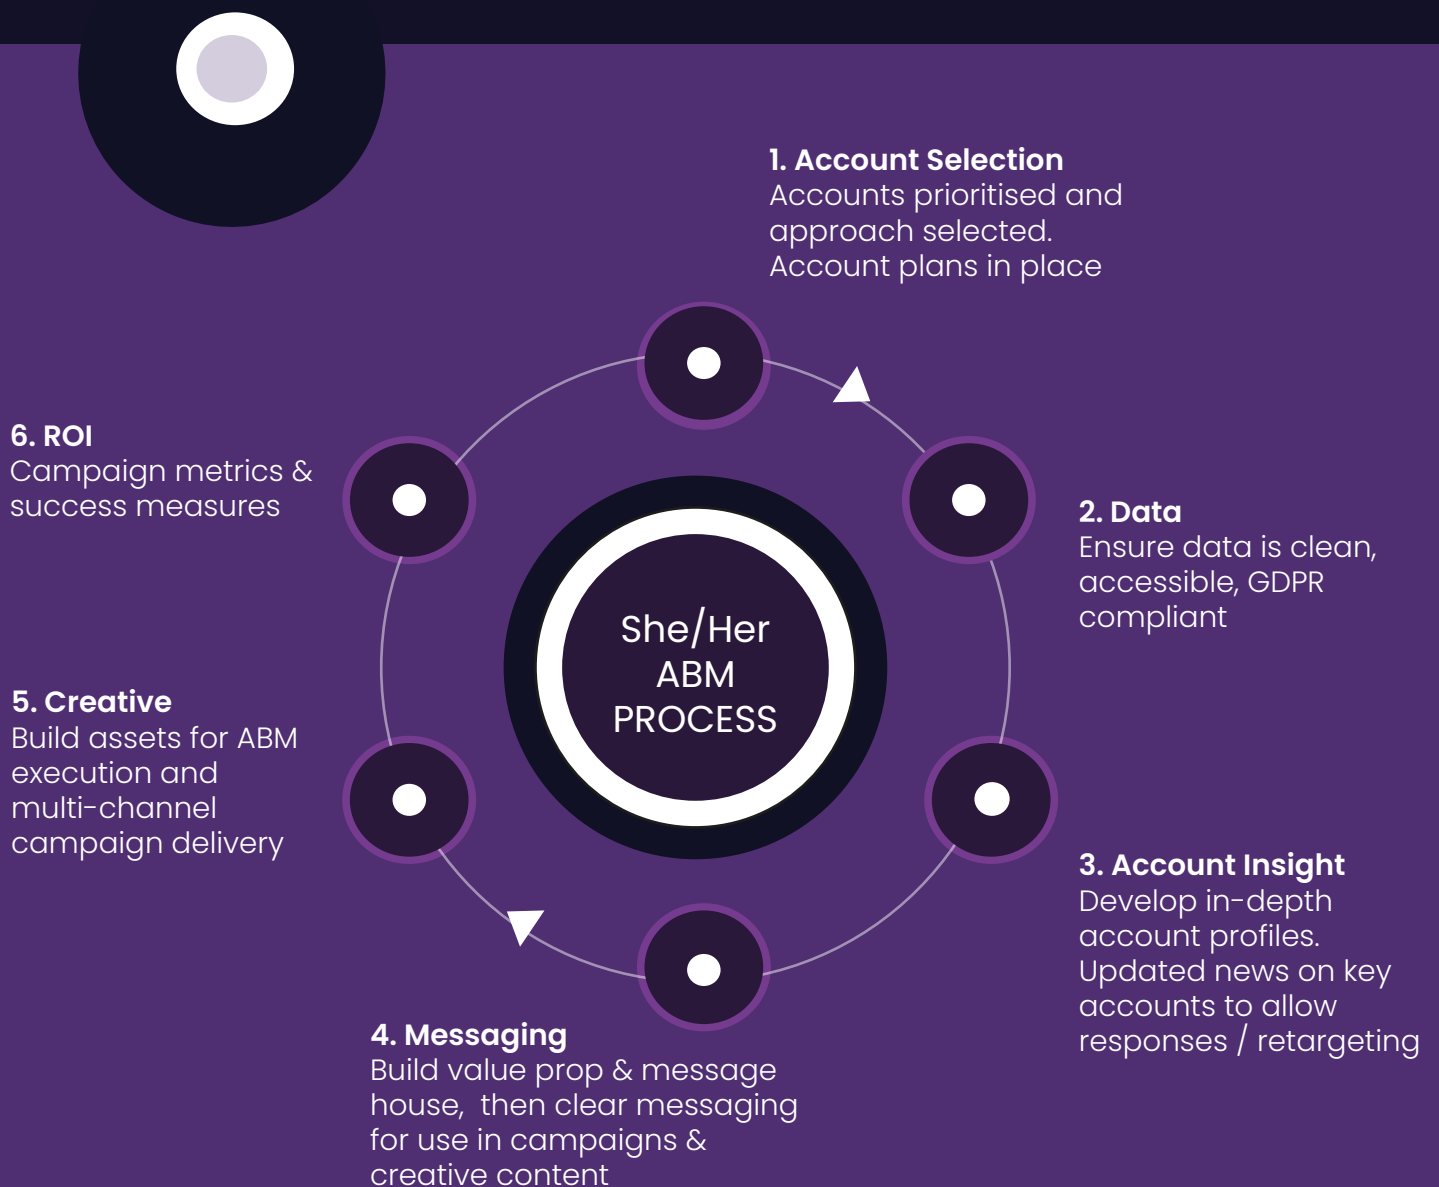 1. Account Selection
Accounts prioritised and
approach selected.
Account plans in place
2. Data
Ensure data is clean,
accessible, GDPR
compliant
3. Account Insight
Develop in-depth
account profiles.
Updated news on key
accounts to allow
responses / retargeting
4. Messaging
Build value prop & message
house, then clear messaging
for use in campaigns &
creative content
5. Creative
Build assets for ABM
execution and
multi-channel
campaign delivery
6. ROI
Campaign metrics &
success measures
She/Her
ABM
PROCESS